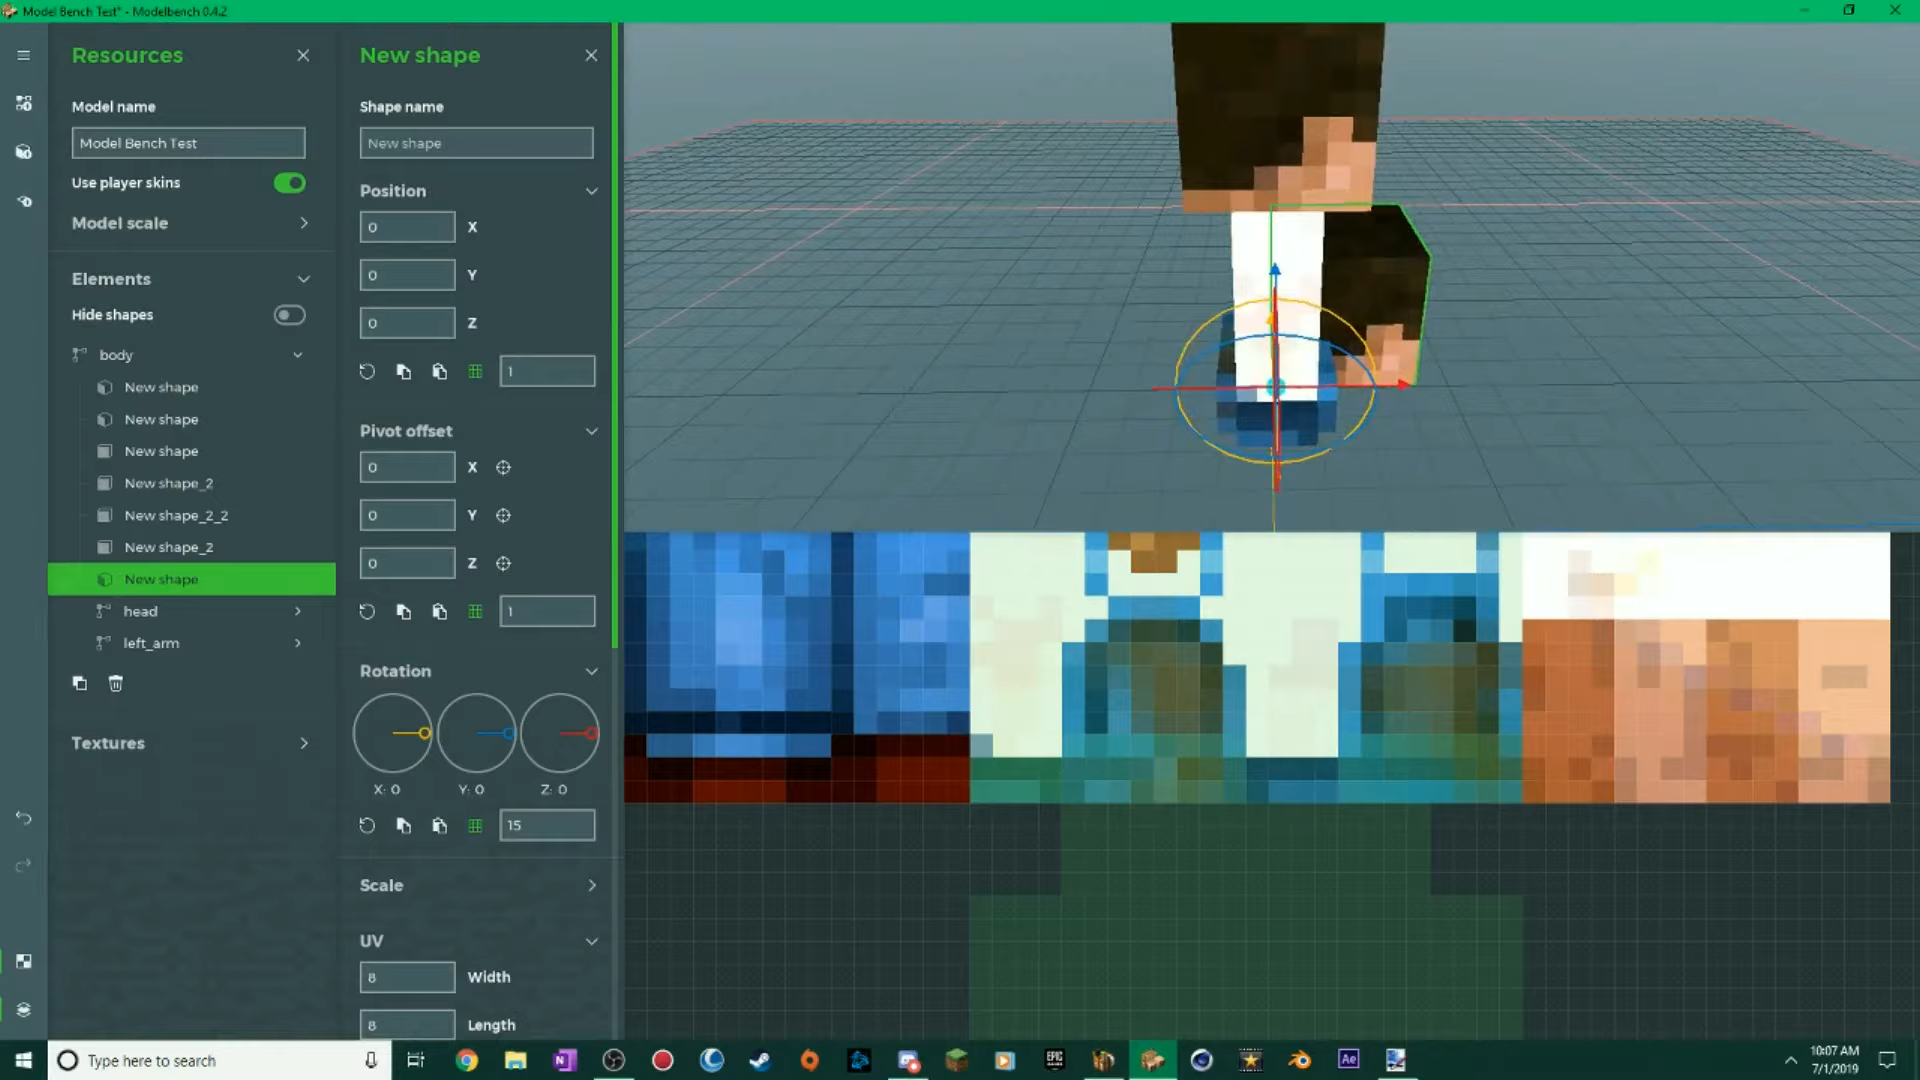 Model Bench Test* - Modelbench 0.4.2
Resources
Model name
Model Bench Test
Use player skins
Model scale
Elements
Hide shapes
body
New shape
New shape
New shape
New shape_2
New shape_2_2
New shape_2
New shape
head
left_arm
Textures
New shape
Shape name
New shape
Position
0 X
0 Y
0 Z
1
Pivot offset
0 X
0 Y
0 Z
1
Rotation
X: 0 Y: 0 Z: 0
15
Scale
UV
8 Width
8 Length
Type here to search
N
EPIC GAMES
Ae
10:07 AM
7/1/2019